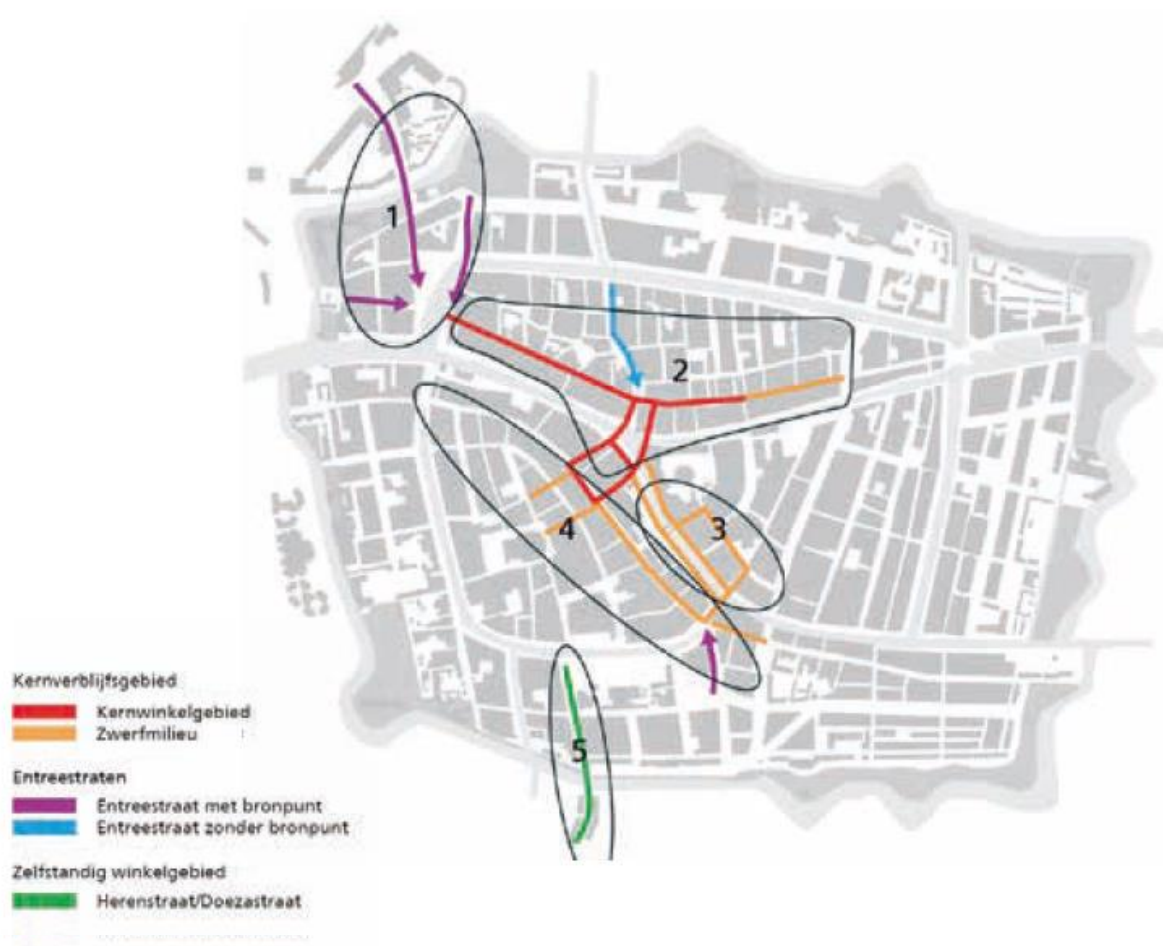 1
2
3
4
5
Kernverblijfsgebied
Kernwinkelgebied
Zwerfmilieu
Entreestraten
Entreestraat met bronpunt
Entreestraat zonder bronpunt
Zelfstandig winkelgebied
Herenstraat/Doezastraat